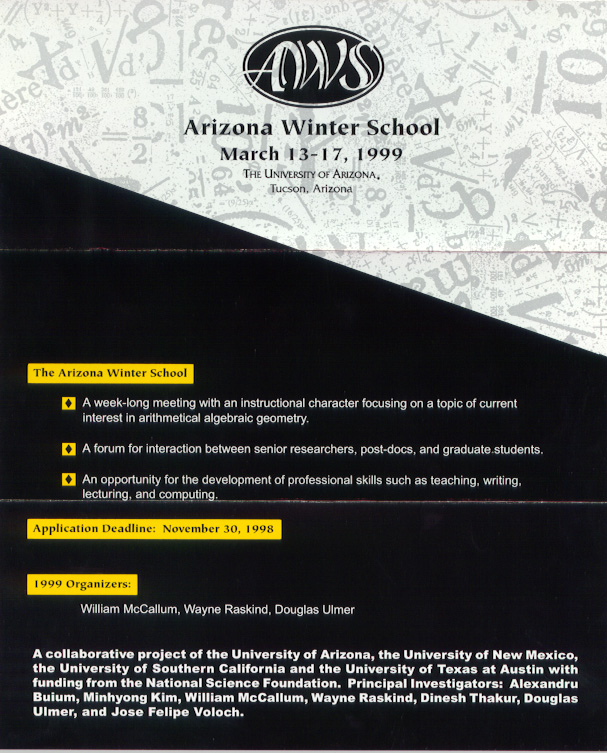 AWS
Arizona Winter School
March 13-17, 1999
THE UNIVERSITY OF ARIZONA,
Tucson, Arizona
The Arizona Winter School
A week-long meeting with an instructional character focusing on a topic of current
interest in arithmetical algebraic geometry.
A forum for interaction between senior researchers, post-docs, and graduate students.
An opportunity for the development of professional skills such as teaching, writing,
lecturing, and computing.
Application Deadline: November 30, 1998
1999 Organizers:
William McCallum, Wayne Raskind, Douglas Ulmer
A collaborative project of the University of Arizona, the University of New Mexico,
the University of Southern California and the University of Texas at Austin with
funding from the National Science Foundation. Principal Investigators: Alexandru
Buium, Minhyong Kim, William McCallum, Wayne Raskind, Dinesh Thakur, Douglas
Ulmer, and Jose Felipe Voloch.